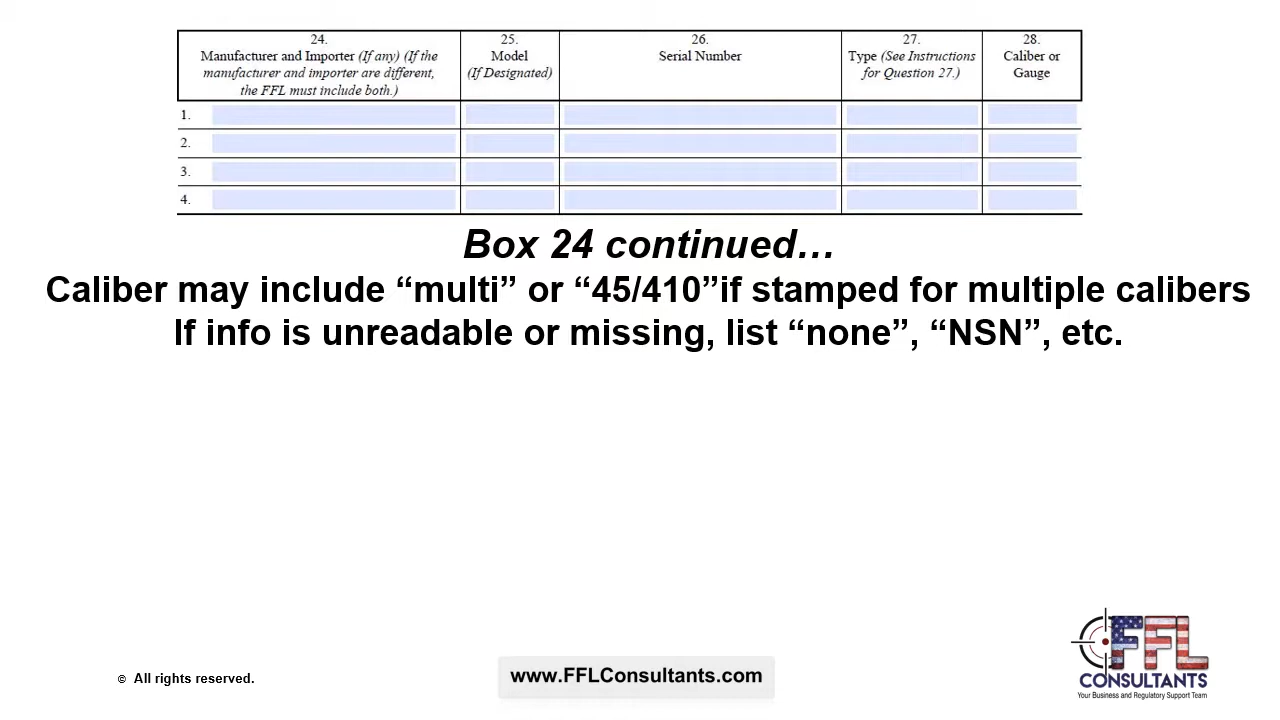 24.
Manufacturer and Importer (If any) (If the
manufacturer and importer are different,
the FFL must include both.)
25.
Model
(If Designated)
26.
Serial Number
27.
Type (See Instructions
for Question 27.)
28.
Caliber or
Gauge
1.
2.
3.
4.
Box 24 continued…
Caliber may include “multi” or “45/410”if stamped for multiple calibers
If info is unreadable or missing, list “none”, “NSN”, etc.
© All rights reserved.
www.FFLConsultants.com
FFL
CONSULTANTS
Your Business and Regulatory Support Team